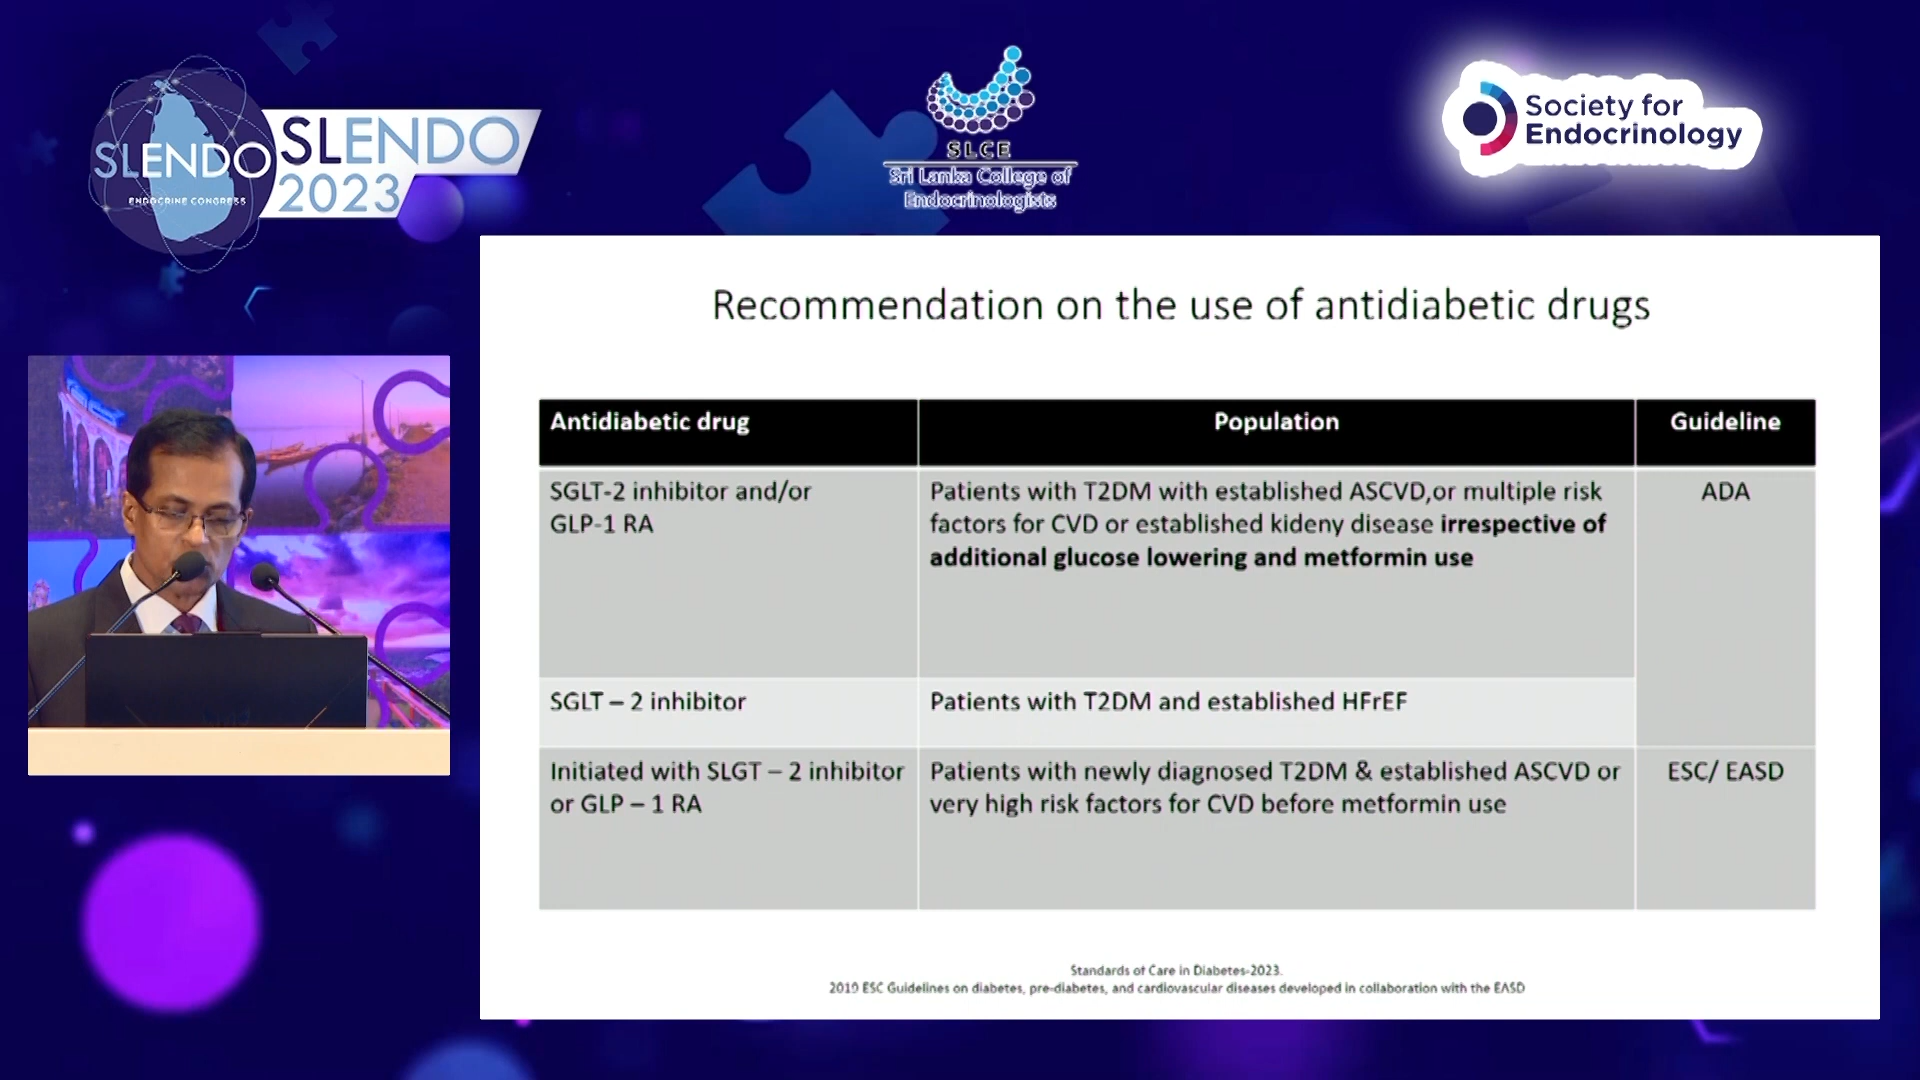 SLENDO
ENDOCRINE CONGRESS
SLENDO
2023
SLCE
Sri Lanka College of
Endocrinologists
Society for
Endocrinology
Recommendation on the use of antidiabetic drugs
Antidiabetic drug
Population
Guideline
SGLT-2 inhibitor and/or
GLP-1 RA
Patients with T2DM with established ASCVD,or multiple risk
factors for CVD or established kideny disease irrespective of
additional glucose lowering and metformin use
ADA
SGLT – 2 inhibitor
Patients with T2DM and established HFrEF
Initiated with SLGT – 2 inhibitor
or GLP – 1 RA
Patients with newly diagnosed T2DM & established ASCVD or
very high risk factors for CVD before metformin use
ESC/ EASD
Standards of Care in Diabetes-2023.
2019 ESC Guidelines on diabetes, pre-diabetes, and cardiovascular diseases developed in collaboration with the EASD